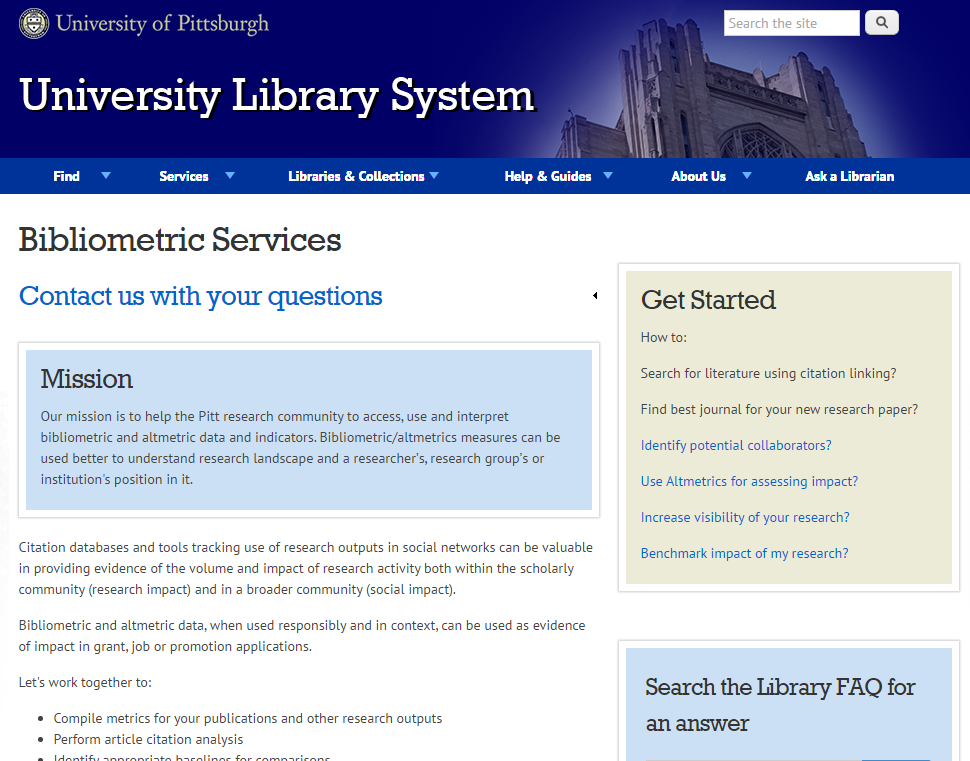 University of Pittsburgh
Search the site
University Library System
Find
Services
Libraries & Collections
Help & Guides
About Us
Ask a Librarian
Bibliometric Services
Contact us with your questions
Mission
Our mission is to help the Pitt research community to access, use and interpret
bibliometric and altmetric data and indicators. Bibliometric/altmetrics measures can be
used better to understand research landscape and a researcher's, research group's or
institution's position in it.
Citation databases and tools tracking use of research outputs in social networks can be valuable
in providing evidence of the volume and impact of research activity both within the scholarly
community (research impact) and in a broader community (social impact).
Bibliometric and altmetric data, when used responsibly and in context, can be used as evidence
of impact in grant, job or promotion applications.
Let's work together to:
Compile metrics for your publications and other research outputs
Perform article citation analysis
Identify appropriate baselines for comparisons
Get Started
How to:
Search for literature using citation linking?
Find best journal for your new research paper?
Identify potential collaborators?
Use Altmetrics for assessing impact?
Increase visibility of your research?
Benchmark impact of my research?
Search the Library FAQ for
an answer